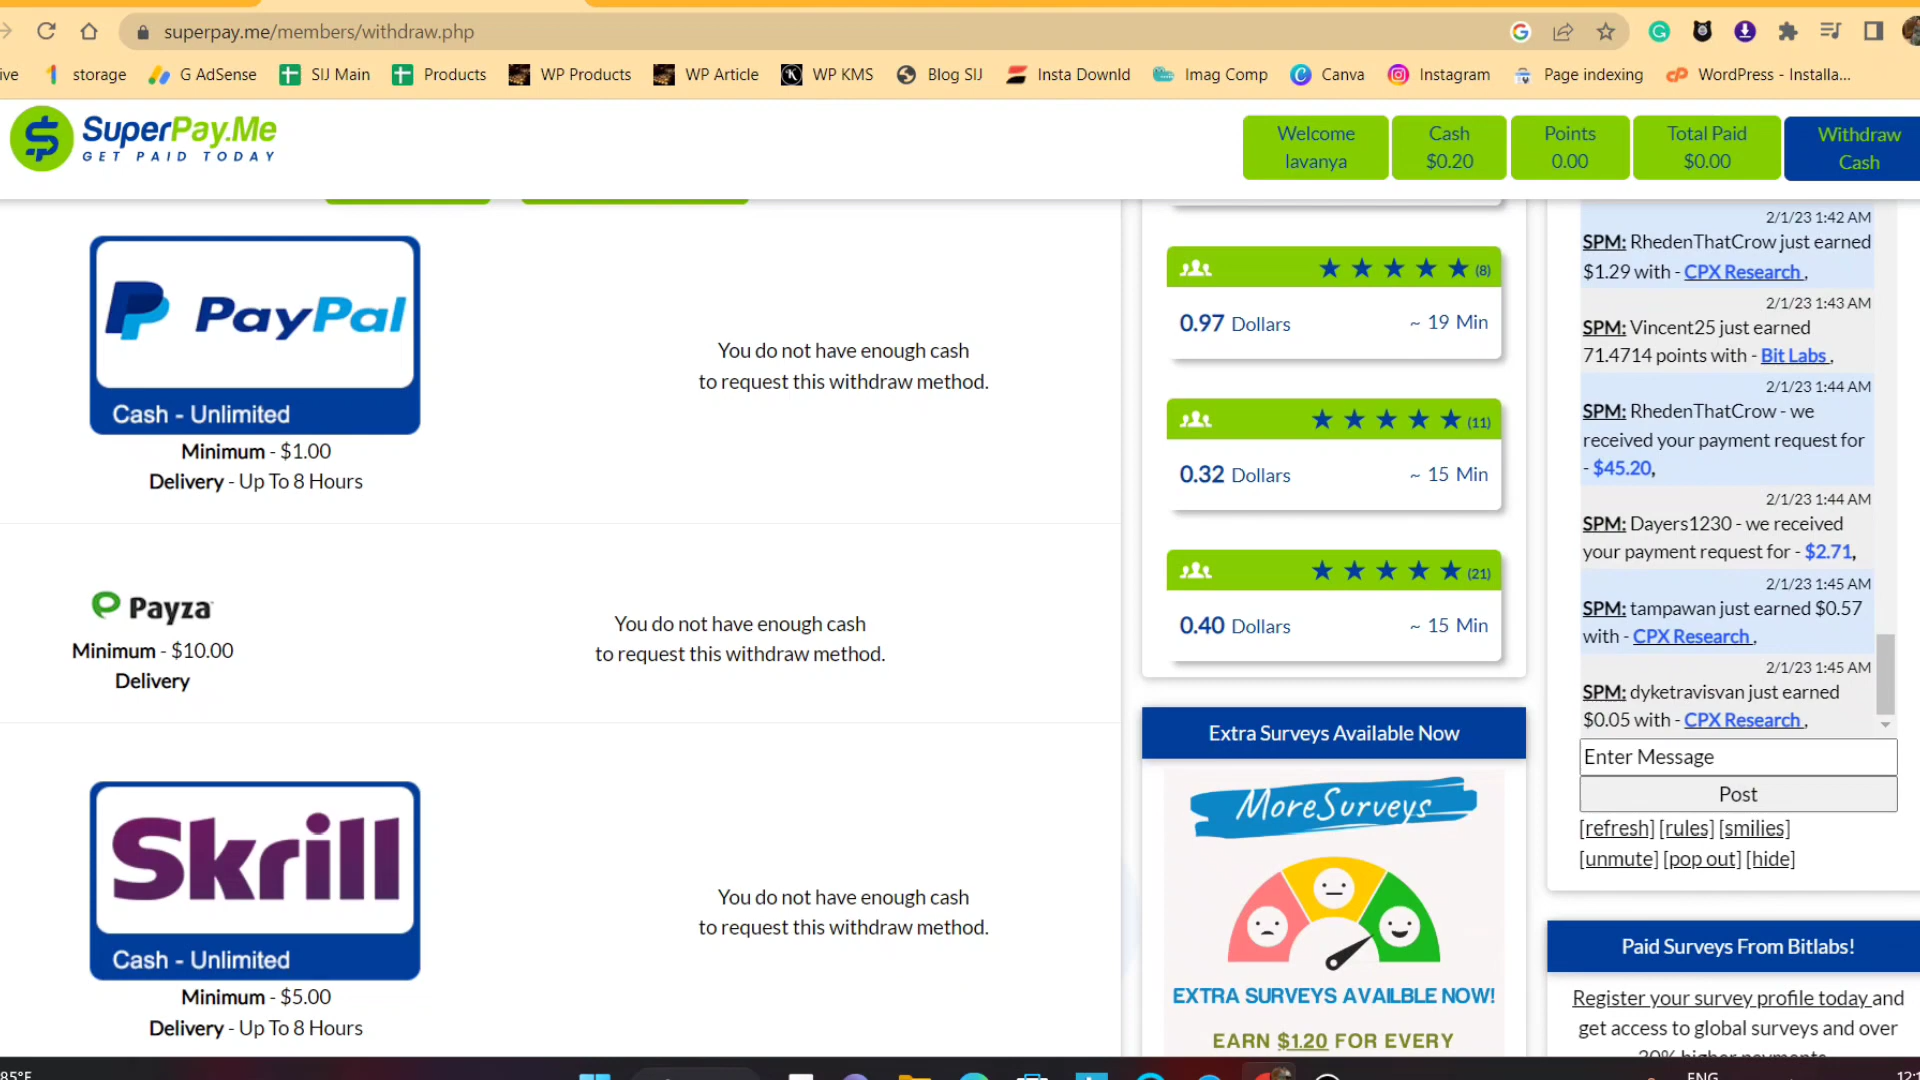 superpay.me/members/withdraw.php
ive
storage
G AdSense
SIJ Main
Products
WP Products
WP Article
WP KMS
Blog SIJ
Insta Downld
Imag Comp
Canva
Instagram
Page indexing
WordPress - Installa...
SuperPay.Me
GET PAID TODAY
Welcome
lavanya
Cash
$0.20
Points
0.00
Total Paid
$0.00
Withdraw
Cash
PayPal
Cash - Unlimited
Minimum - $1.00
Delivery - Up To 8 Hours
You do not have enough cash
to request this withdraw method.
Payza
Minimum - $10.00
Delivery
You do not have enough cash
to request this withdraw method.
Skrill
Cash - Unlimited
Minimum - $5.00
Delivery - Up To 8 Hours
You do not have enough cash
to request this withdraw method.
(8)
0.97 Dollars ~ 19 Min
(11)
0.32 Dollars ~ 15 Min
(21)
0.40 Dollars ~ 15 Min
Extra Surveys Available Now
MoreSurveys
EXTRA SURVEYS AVAILBLE NOW!
EARN $1.20 FOR EVERY
2/1/23 1:42 AM
SPM: RhedenThatCrow just earned
$1.29 with - CPX Research ,
2/1/23 1:43 AM
SPM: Vincent25 just earned
71.4714 points with - Bit Labs ,
2/1/23 1:44 AM
SPM: RhedenThatCrow - we
received your payment request for
- $45.20,
2/1/23 1:44 AM
SPM: Dayers1230 - we received
your payment request for - $2.71,
2/1/23 1:45 AM
SPM: tampawan just earned $0.57
with - CPX Research ,
2/1/23 1:45 AM
SPM: dyketravisvan just earned
$0.05 with - CPX Research ,
Enter Message
Post
[refresh] [rules] [smilies]
[unmute] [pop out] [hide]
Paid Surveys From Bitlabs!
Register your survey profile today and
get access to global surveys and over
30% higher payments
85°F
ENG
12:1